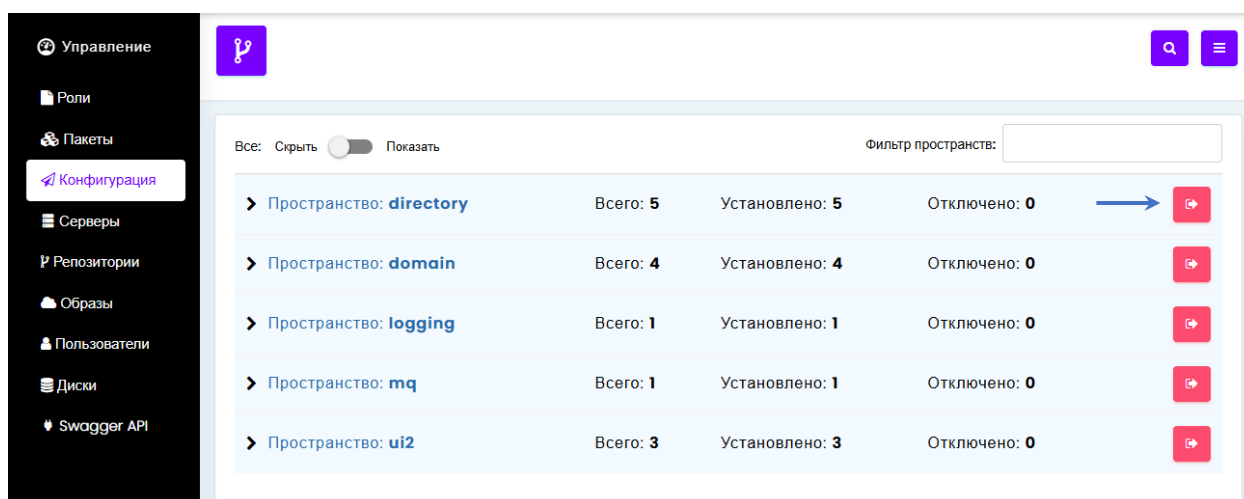 Управление
Роли
Пакеты
Конфигурация
Серверы
Репозитории
Образы
Пользователи
Диски
Swagger API
Все: Скрыть Показать Фильтр пространств:
Пространство: directory Всего: 5 Установлено: 5 Отключено: 0
Пространство: domain Всего: 4 Установлено: 4 Отключено: 0
Пространство: logging Всего: 1 Установлено: 1 Отключено: 0
Пространство: mq Всего: 1 Установлено: 1 Отключено: 0
Пространство: ui2 Всего: 3 Установлено: 3 Отключено: 0